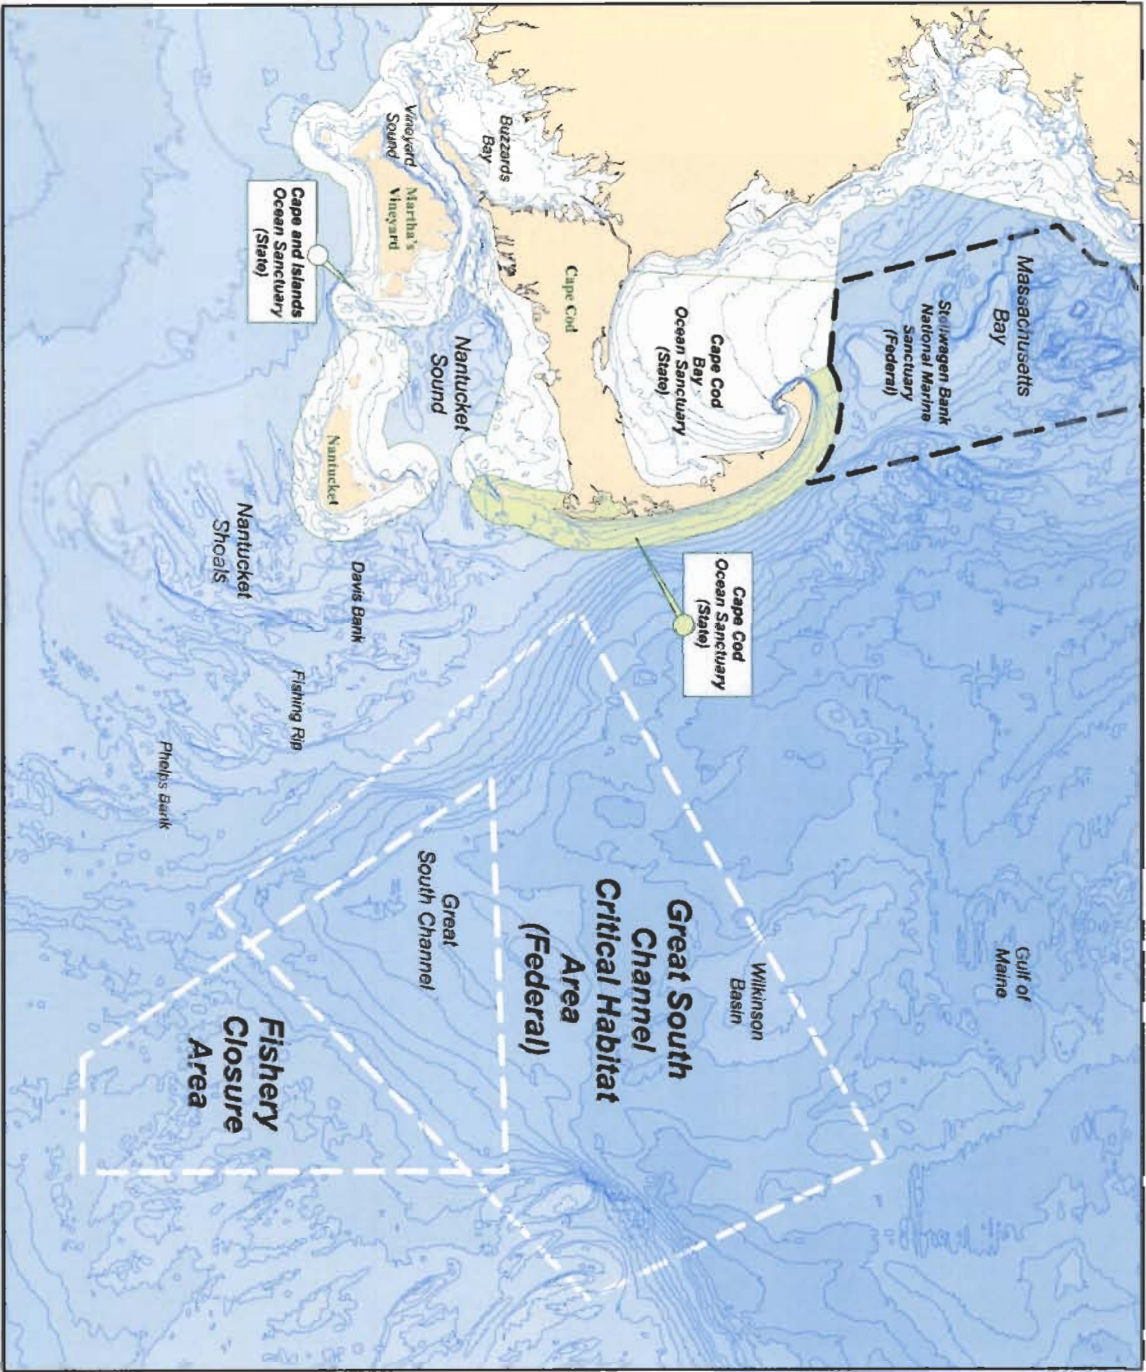 Massachusetts
Bay
Stellwagen Bank
National Marine
Sanctuary
(Federal)
Gulf of
Maine
Cape Cod
Bay
Ocean Sanctuary
(State)
Cape Cod
Ocean Sanctuary
(State)
Wilkinson
Basin
Great South
Channel
Critical Habitat
Area
(Federal)
Buzzards
Bay
Cape Cod
Vineyard
Sound
Martha's
Vineyard
Nantucket
Sound
Great
South Channel
Cape and Islands
Ocean Sanctuary
(State)
Nantucket
Davis Bank
Nantucket
Shoals
Fishing Rip
Fishery
Closure
Area
Phelps Bank